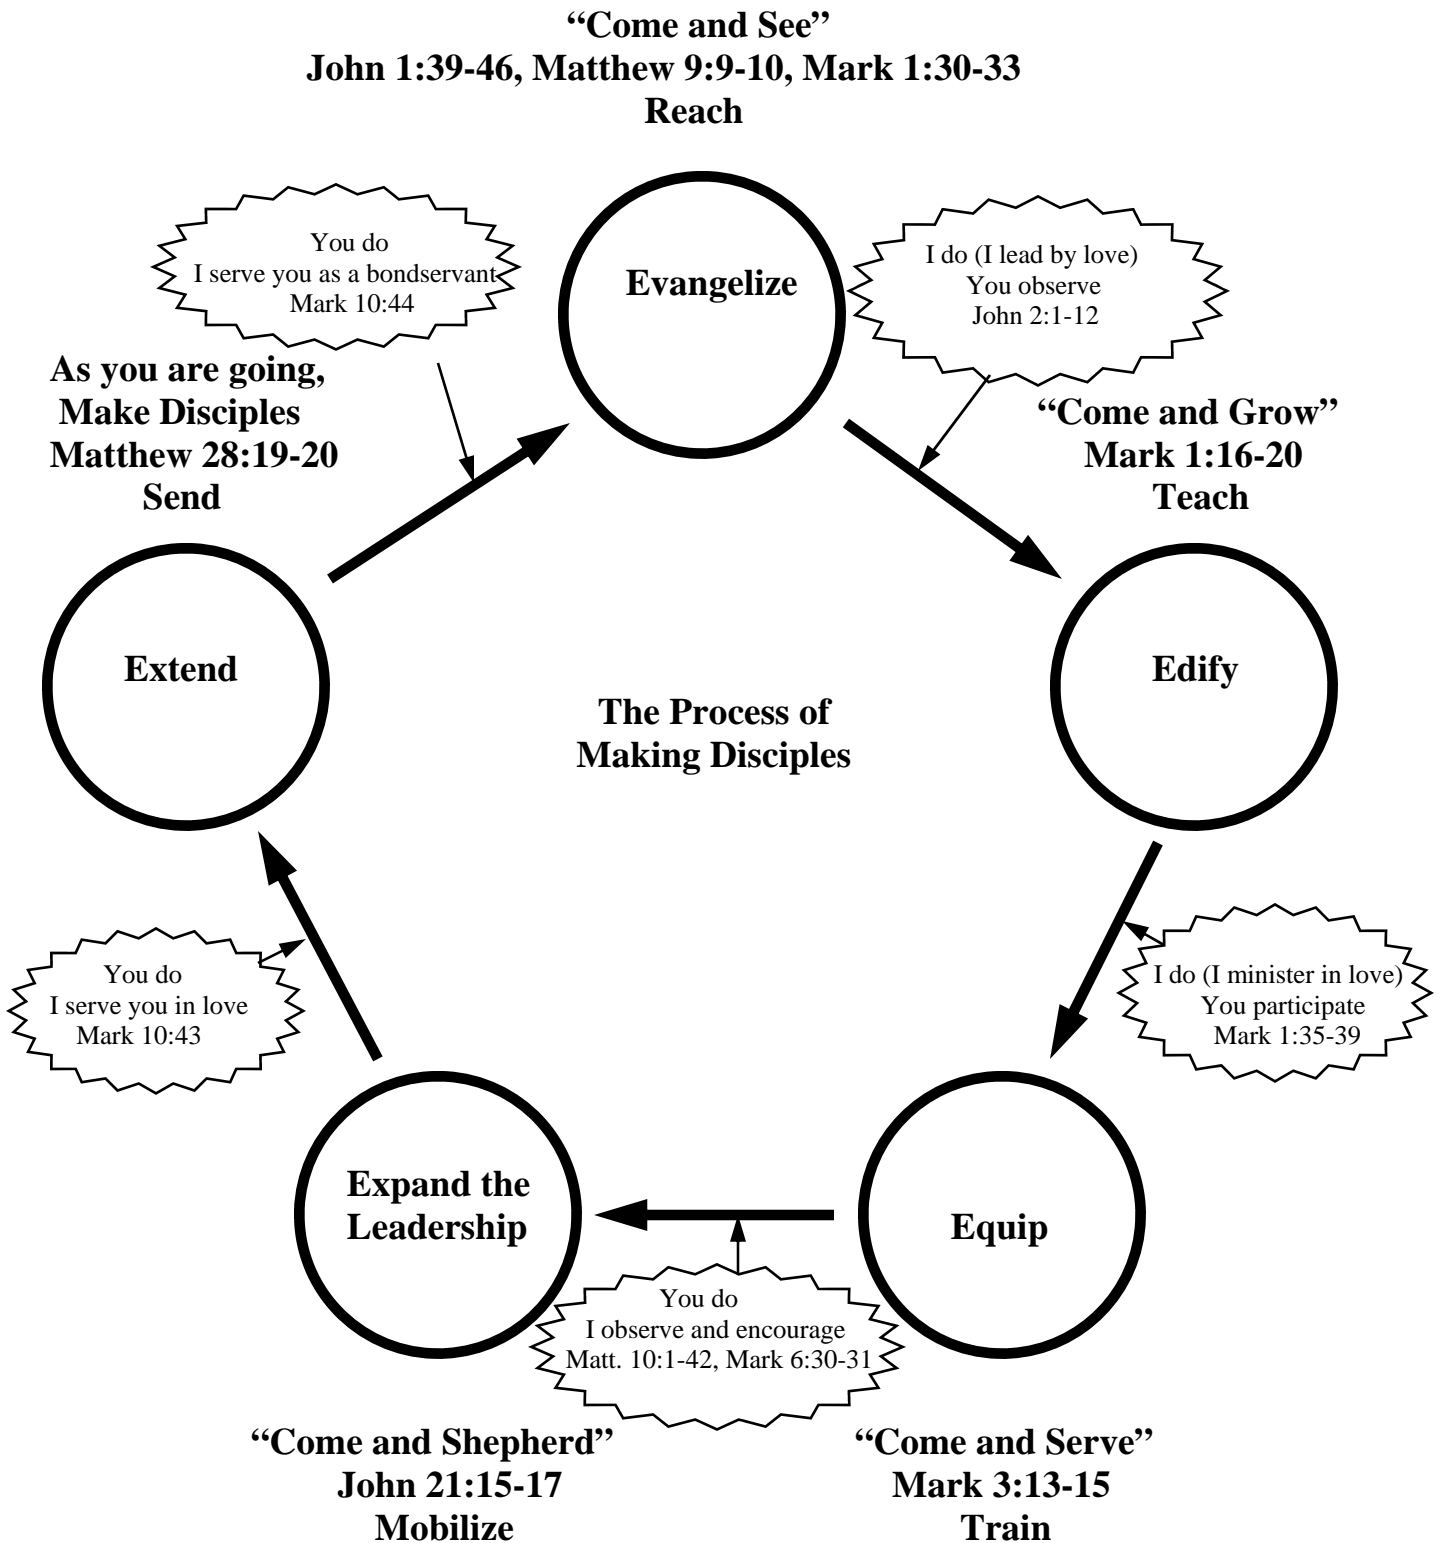 “Come and See”
John 1:39-46, Matthew 9:9-10, Mark 1:30-33
Reach
You do
I serve you as a bondservant
Mark 10:44
Evangelize
I do (I lead by love)
You observe
John 2:1-12
As you are going,
Make Disciples
Matthew 28:19-20
Send
“Come and Grow”
Mark 1:16-20
Teach
Extend
Edify
The Process of
Making Disciples
You do
I serve you in love
Mark 10:43
I do (I minister in love)
You participate
Mark 1:35-39
Expand the
Leadership
Equip
You do
I observe and encourage
Matt. 10:1-42, Mark 6:30-31
“Come and Shepherd”
John 21:15-17
Mobilize
“Come and Serve”
Mark 3:13-15
Train